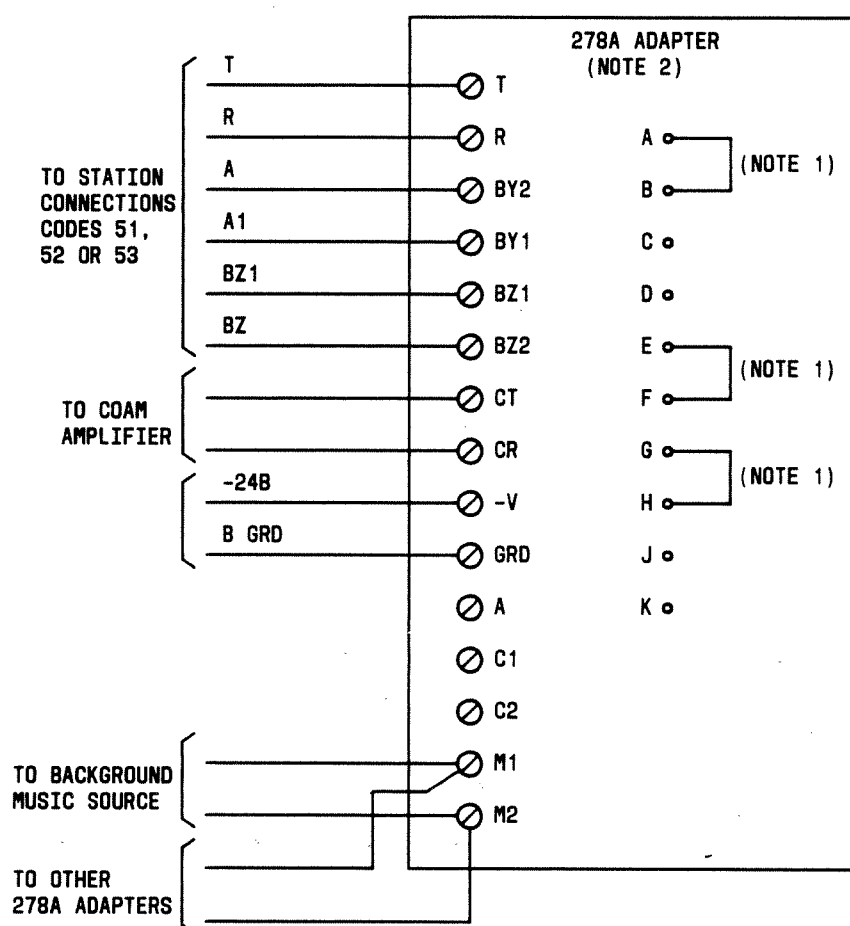 278A ADAPTER
(NOTE 2)
T
T
R
R
A
BY2
A1
BY1
BZ1
BZ1
BZ
BZ2
TO STATION
CONNECTIONS
CODES 51,
52 OR 53
CT
CR
TO COAM
AMPLIFIER
-24B
-V
B GRD
GRD
A
C1
C2
M1
M2
TO BACKGROUND
MUSIC SOURCE
TO OTHER
278A ADAPTERS
A
B
(NOTE 1)
C
D
E
F
(NOTE 1)
G
H
(NOTE 1)
J
K